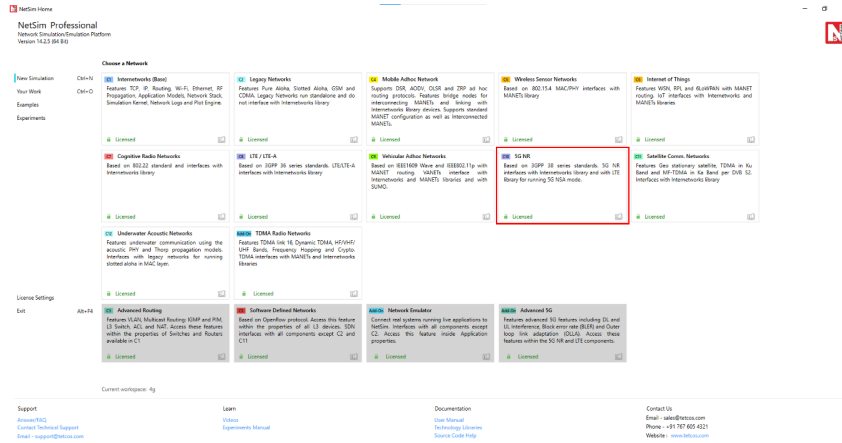 NetSim Home
NetSim Professional
Network Simulation/Emulation Platform
Version 14.2.5 (64 Bit)
Choose a Network
New Simulation Ctrl+N
Your Work Ctrl+O
Examples
Experiments
C1 Internetworks (Base)
Features TCP, IP, Routing, Wi-Fi, Ethernet, RF
Propagation, Application Models, Network Stack,
Simulation Kernel, Network Logs and Plot Engine.
Licensed
C2 Legacy Networks
Features Pure Aloha, Slotted Aloha, GSM and
CDMA. Legacy Networks run standalone and do
not interface with Internetworks library
Licensed
C4 Mobile Adhoc Network
Supports DSR, AODV, OLSR and ZRP ad hoc
routing protocols. Features bridge nodes for
interconnecting MANETs and linking with
Internetworks library devices. Supports standard
MANET configuration as well as Interconnected
MANETs.
Licensed
Wireless Sensor Networks
Based on 802.15.4 MAC/PHY interfaces with
MANETs library
Licensed
Internet of Things
Features WSN, RPL and 6LoWPAN with MANET
routing. IoT interfaces with Internetworks and
MANETs libraries
Licensed
C7 Cognitive Radio Networks
Based on 802.22 standard and interfaces with
Internetworks library
Licensed
C8 LTE / LTE-A
Based on 3GPP 36 series standards. LTE/LTE-A
interfaces with Internetworks library
Licensed
C9 Vehicular Adhoc Networks
Based on IEEE1609 Wave and IEEE802.11p with
MANET routing. VANETs interface with
Internetworks and MANETs libraries and with
SUMO.
Licensed
C10 5G NR
Based on 3GPP 38 series standards. 5G NR
interfaces with Internetworks library and with LTE
library for running 5G NSA mode.
Licensed
C11 Satellite Comm. Networks
Features Geo stationary satellite, TDMA in Ku
Band and MF-TDMA in Ka Band per DVB S2.
Interfaces with Internetworks library
Licensed
C12 Underwater Acoustic Networks
Features underwater communication using the
acoustic PHY and Thorp propagation models.
Interfaces with legacy networks for running
slotted aloha in MAC layer.
Licensed
Add-On TDMA Radio Networks
Features TDMA link 16, Dynamic TDMA, HF/VHF/
UHF Bands, Frequency Hopping and Crypto.
TDMA interfaces with MANETs and Internetworks
libraries
Licensed
License Settings
Exit Alt+F4
C3 Advanced Routing
Features VLAN, Multicast Routing: IGMP and PIM,
L3 Switch, ACL and NAT. Access these features
within the properties of Switches and Routers
available in C1
Licensed
Software Defined Networks
Based on Openflow protocol. Access this feature
within the properties of all L3 devices. SDN
interfaces with all components except C2 and
C11
Licensed
Add-On Network Emulator
Connect real systems running live applications to
NetSim. Interfaces with all components except
C2. Access this feature inside Application
properties.
Licensed
Add-On Advanced 5G
Features advanced 5G features including DL and
UL Interference, Block error rate (BLER) and Outer
loop link adaptation (OLLA). Access these
features within the 5G NR and LTE components.
Licensed
Current workspace: 4g
Support
Answer/FAQ
Contact Technical Support
Email - support@tetcos.com
Learn
Videos
Experiments Manual
Documentation
User Manual
Technology Libraries
Source Code Help
Contact Us
Email - sales@tetcos.com
Phone - +91 767 605 4321
Website : www.tetcos.com